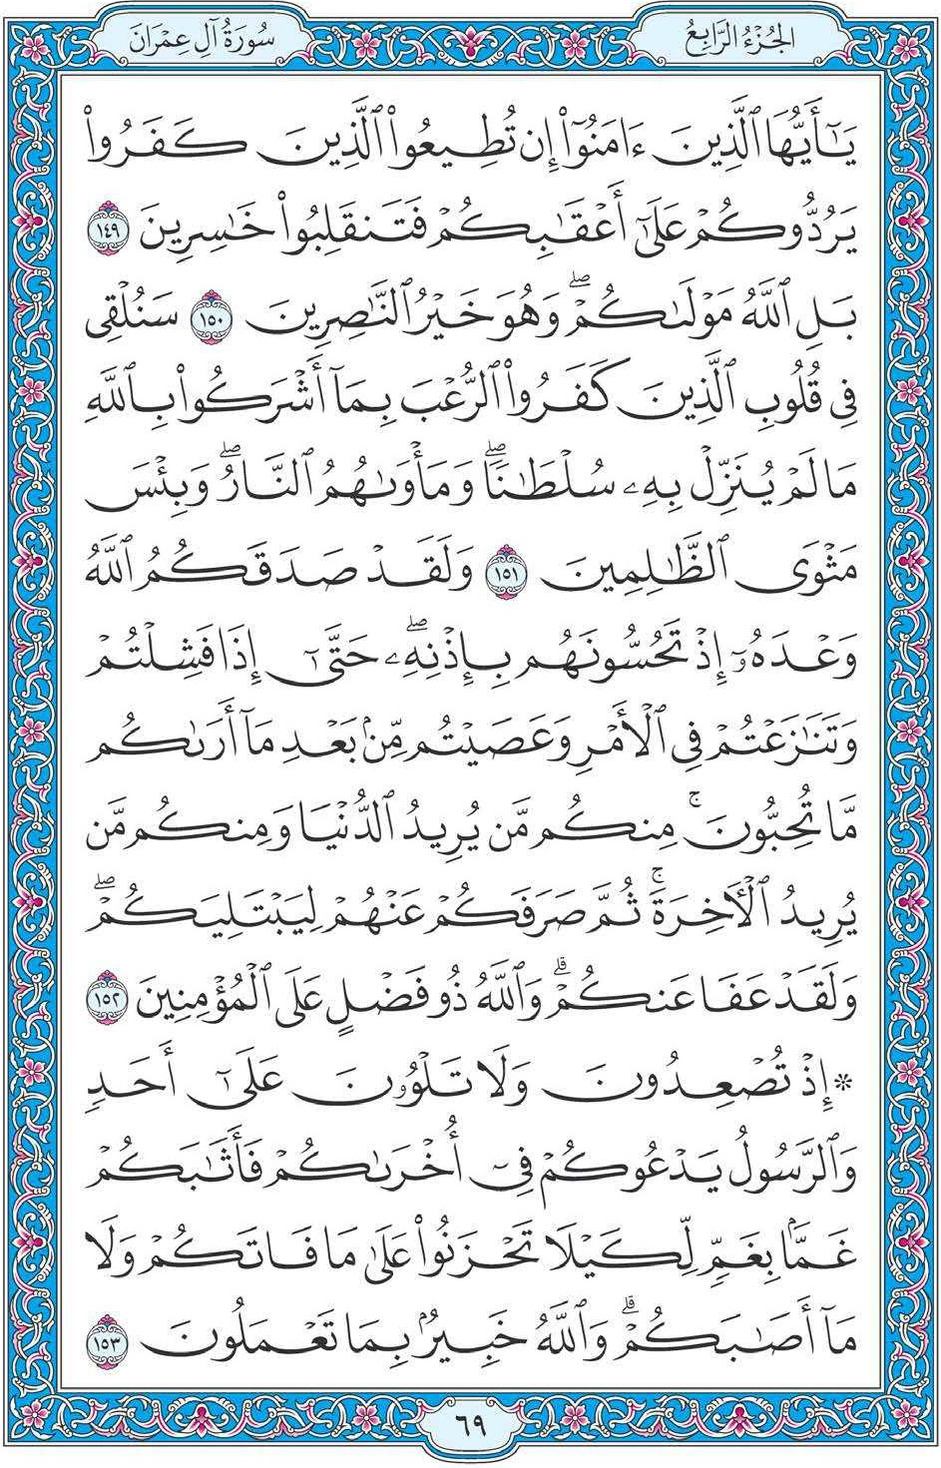 الجُزْءُ الرَّابِعُ
سُورَةُ آلِ عِمْرَانَ
يَـٰٓأَيُّهَا ٱلَّذِينَ ءَامَنُوٓا۟ إِن تُطِيعُوا۟ ٱلَّذِينَ كَفَرُوا۟
يَرُدُّوكُمْ عَلَىٰٓ أَعْقَـٰبِكُمْ فَتَنقَلِبُوا۟ خَـٰسِرِينَ ١٤٩
بَلِ ٱللَّهُ مَوْلَىٰكُمْ ۖ وَهُوَ خَيْرُ ٱلنَّـٰصِرِينَ ١٥٠ سَنُلْقِى
فِى قُلُوبِ ٱلَّذِينَ كَفَرُوا۟ ٱلرُّعْبَ بِمَآ أَشْرَكُوا۟ بِٱللَّهِ
مَا لَمْ يُنَزِّلْ بِهِۦ سُلْطَـٰنًا ۖ وَمَأْوَىٰهُمُ ٱلنَّارُ ۖ وَبِئْسَ
مَثْوَى ٱلظَّـٰلِمِينَ ١٥١ وَلَقَدْ صَدَقَكُمُ ٱللَّهُ
وَعْدَهُۥٓ إِذْ تَحُسُّونَهُم بِإِذْنِهِۦ ۖ حَتَّىٰٓ إِذَا فَشِلْتُمْ
وَتَنَـٰزَعْتُمْ فِى ٱلْأَمْرِ وَعَصَيْتُم مِّنۢ بَعْدِ مَآ أَرَىٰكُم
مَّا تُحِبُّونَ ۚ مِنكُم مَّن يُرِيدُ ٱلدُّنْيَا وَمِنكُم مَّن
يُرِيدُ ٱلْـَٔاخِرَةَ ۚ ثُمَّ صَرَفَكُمْ عَنْهُمْ لِيَبْتَلِيَكُمْ ۖ
وَلَقَدْ عَفَا عَنكُمْ ۗ وَٱللَّهُ ذُو فَضْلٍ عَلَى ٱلْمُؤْمِنِينَ ١٥٢
* إِذْ تُصْعِدُونَ وَلَا تَلْوُۥنَ عَلَىٰٓ أَحَدٍ
وَٱلرَّسُولُ يَدْعُوكُمْ فِىٓ أُخْرَىٰكُمْ فَأَثَـٰبَكُمْ
غَمًّۢا بِغَمٍّ لِّكَيْلَا تَحْزَنُوا۟ عَلَىٰ مَا فَاتَكُمْ وَلَا
مَآ أَصَـٰبَكُمْ ۗ وَٱللَّهُ خَبِيرٌۢ بِمَا تَعْمَلُونَ ١٥٣
٦٩